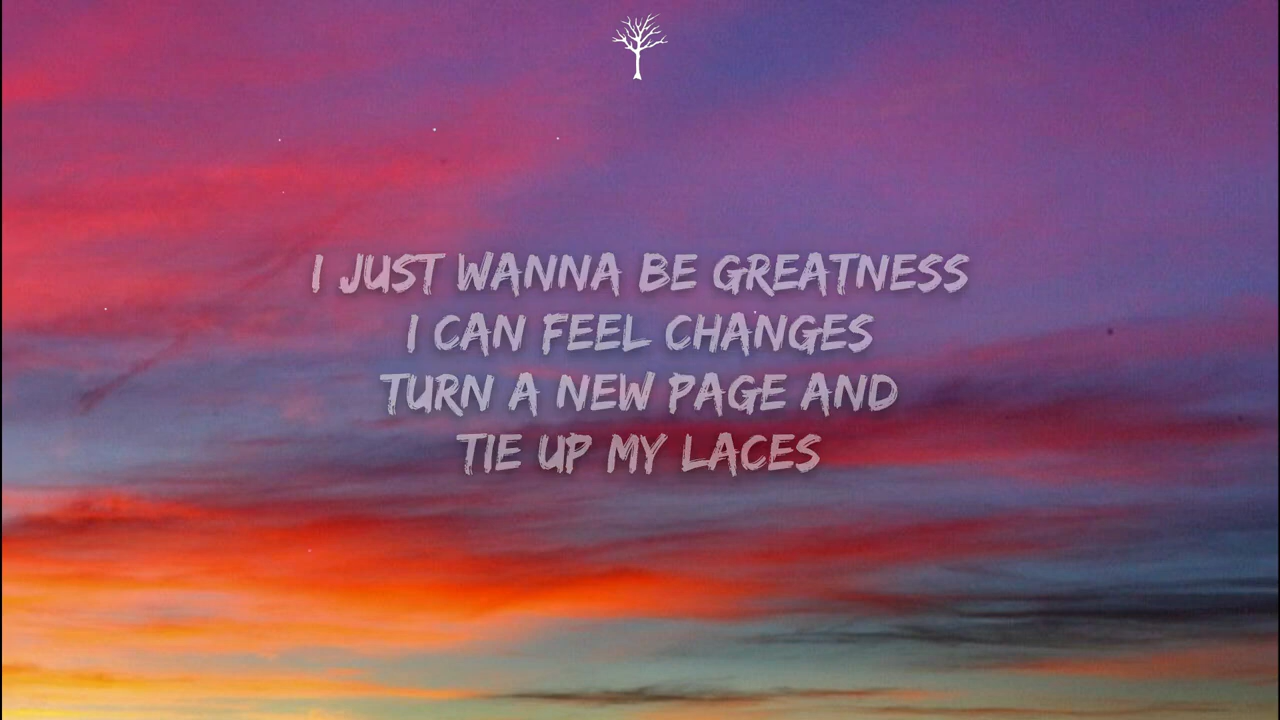 I JUST WANNA BE GREATNESS
I CAN FEEL CHANGES
TURN A NEW PAGE AND
TIE UP MY LACES